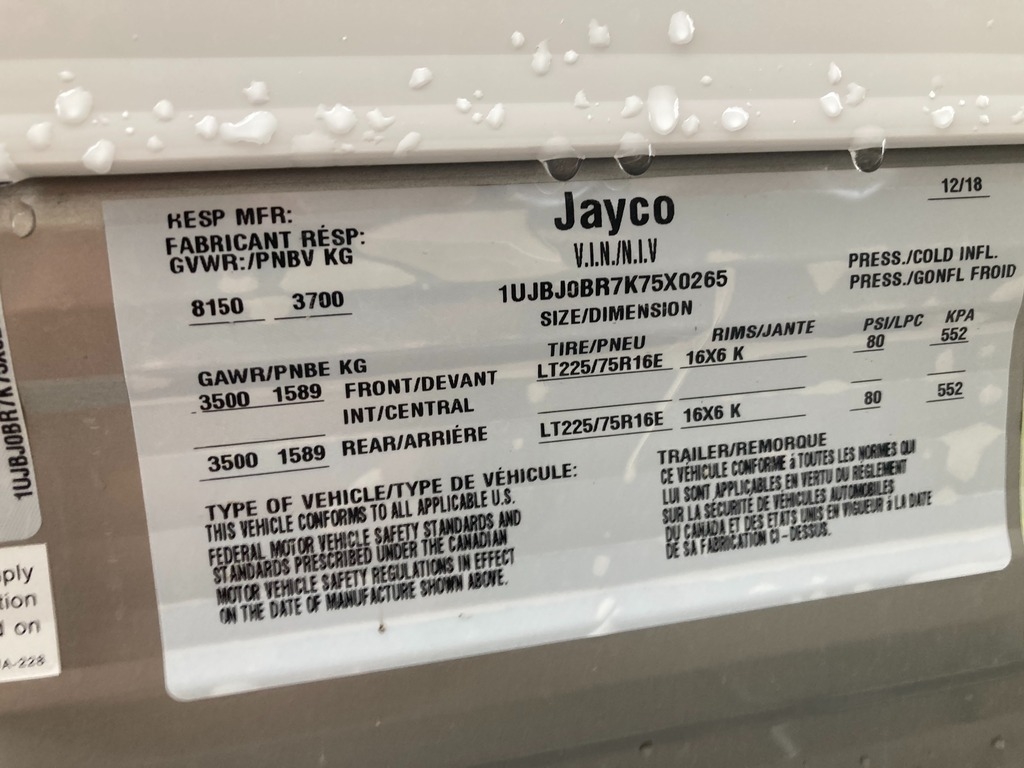 12/18
RESP MFR: Jayco
FABRICANT RÉSP: V.I.N./N.I.V
GVWR:/PNBV KG PRESS./COLD INFL.
8150 3700 1UJBJ0BR7K75X0265 PRESS./GONFL FROID
SIZE/DIMENSION
GAWR/PNBE KG TIRE/PNEU RIMS/JANTE PSI/LPC KPA
3500 1589 FRONT/DEVANT LT225/75R16E 16X6 K 80 552
INT/CENTRAL
3500 1589 REAR/ARRIÉRE LT225/75R16E 16X6 K 80 552
TYPE OF VEHICLE/TYPE DE VÉHICULE: TRAILER/REMORQUE
THIS VEHICLE CONFORMS TO ALL APPLICABLE U.S.
FEDERAL MOTOR VEHICLE SAFETY STANDARDS AND
STANDARDS PRESCRIBED UNDER THE CANADIAN
MOTOR VEHICLE SAFETY REGULATIONS IN EFFECT
ON THE DATE OF MANUFACTURE SHOWN ABOVE.
CE VÉHICULE CONFORME à TOUTES LES NORMES QUI
LUI SONT APPLICABLES EN VERTU DU RÉGLEMENT
SUR LA SÉCURITÉ DE VÉHICULES AUTOMOBILES
DU CANADA ET DES ETATS UNIS EN VIGUEUR à LA DATE
DE SA FABRICATION CI-DESSUS.
1UJBJ0BR7K75X0
ply
tion
d on
A-228